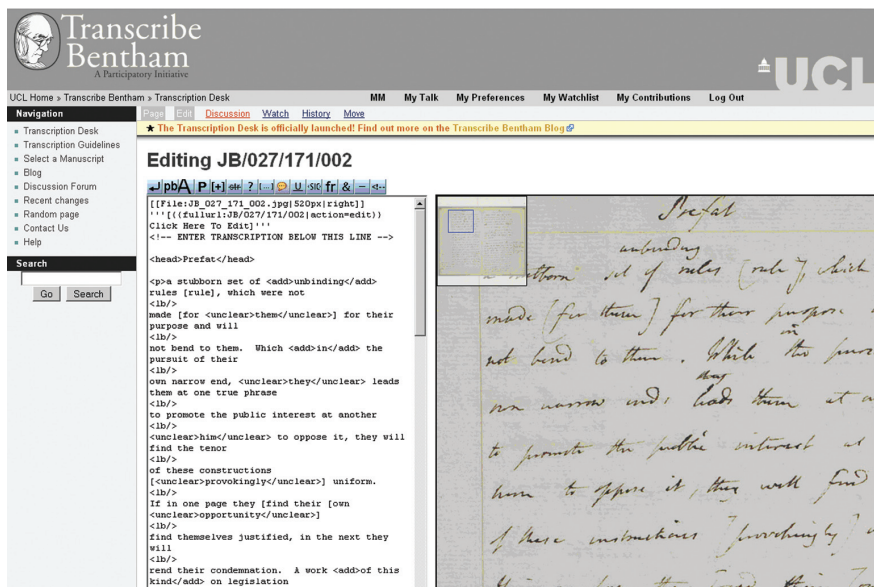 Transcribe
Bentham
A Participatory Initiative
UCL
UCL Home » Transcribe Bentham » Transcription Desk
MM My Talk My Preferences My Watchlist My Contributions Log Out
Navigation
Transcription Desk
Transcription Guidelines
Select a Manuscript
Blog
Discussion Forum
Recent changes
Random page
Contact Us
Help
Search
Go Search
Page Edit Discussion Watch History Move
★ The Transcription Desk is officially launched! Find out more on the Transcribe Bentham Blog
Editing JB/027/171/002
pb A P [+] str ? [...] U SIC fr & —
[[File:JB_027_171_002.jpg|520px|right]]
'''[{{fullurl:JB/027/171/002|action=edit}}
Click Here To Edit]'''
<!-- ENTER TRANSCRIPTION BELOW THIS LINE -->
<head>Prefat</head>
<p>a stubborn set of <add>unbinding</add>
rules [rule], which were not
<lb/>
made [for <unclear>them</unclear>] for their
purpose and will
<lb/>
not bend to them.  Which <add>in</add> the
pursuit of their
<lb/>
own narrow end, <unclear>they</unclear> leads
them at one true phrase
<lb/>
to promote the public interest at another
<lb/>
<unclear>him</unclear> to oppose it, they will
find the tenor
<lb/>
of these constructions
[<unclear>provokingly</unclear>] uniform.
<lb/>
If in one page they [find their [own
<unclear>opportunity</unclear>]
<lb/>
find themselves justified, in the next they
will
<lb/>
rend their condemnation.  A work <add>of this
kind</add> on legislation
Prefat
unbinding
set of rules [rule], which
made [for them] for their purpose
in
not bend to them. While the
own narrow ends leads them at
to promote the public interest at
to oppose it, they will find
of these instructions [provokingly]